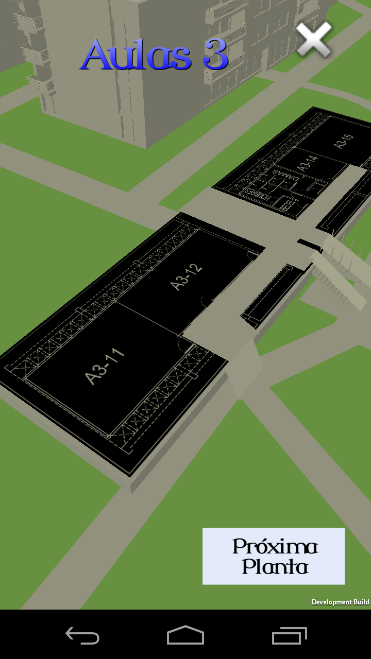 Aulas 3
A3-15
A3-14
A3-12
A3-11
Próxima
Planta
Development Build